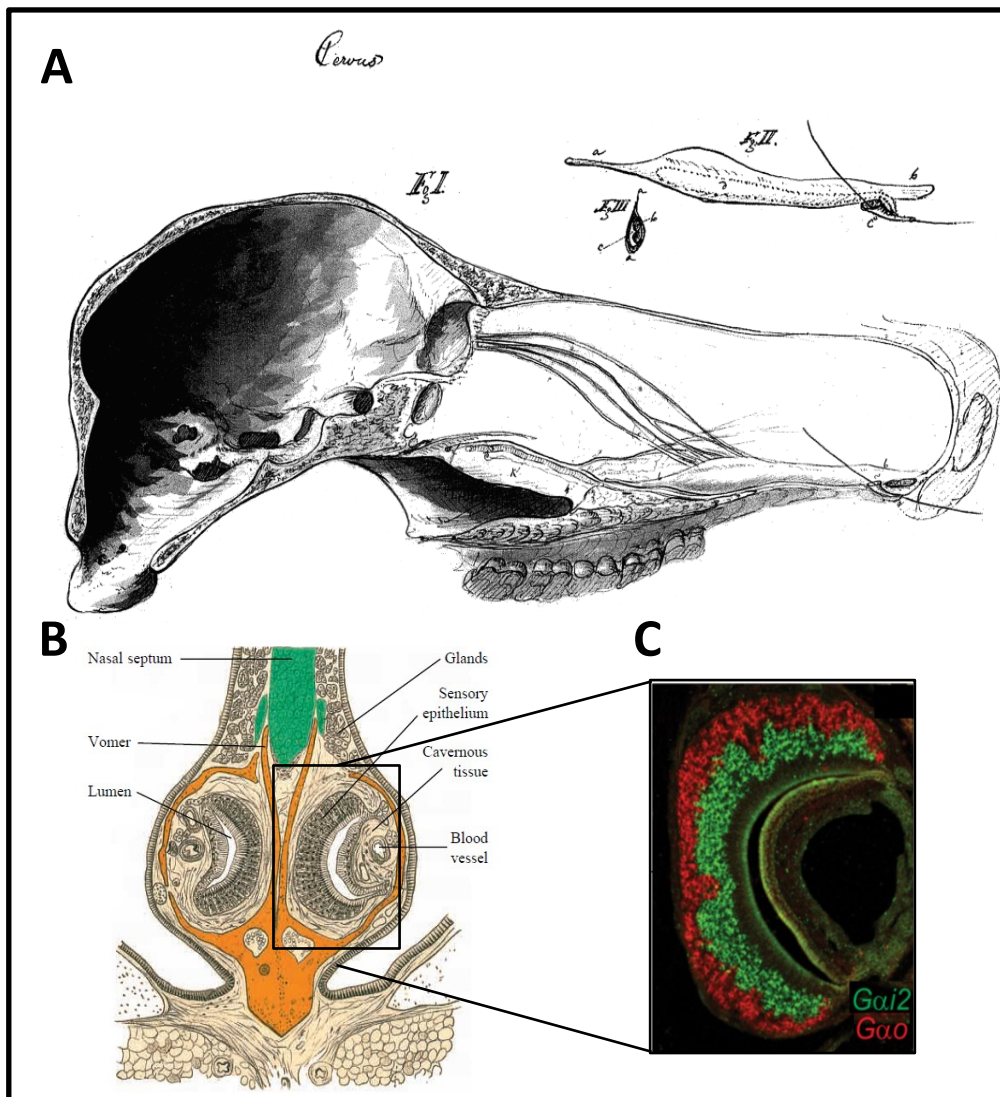 A
Cervus
Fig I.
Fig II.
a
b
c
Fig III
a
b
c
a
K
B
Nasal septum
Glands
Sensory
epithelium
Vomer
Cavernous
tissue
Lumen
Blood
vessel
C
Gαi2
Gαo